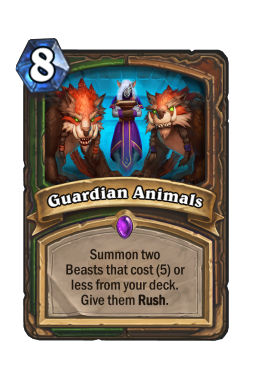 8
Guardian Animals
Summon two
Beasts that cost (5) or
less from your deck.
Give them Rush.